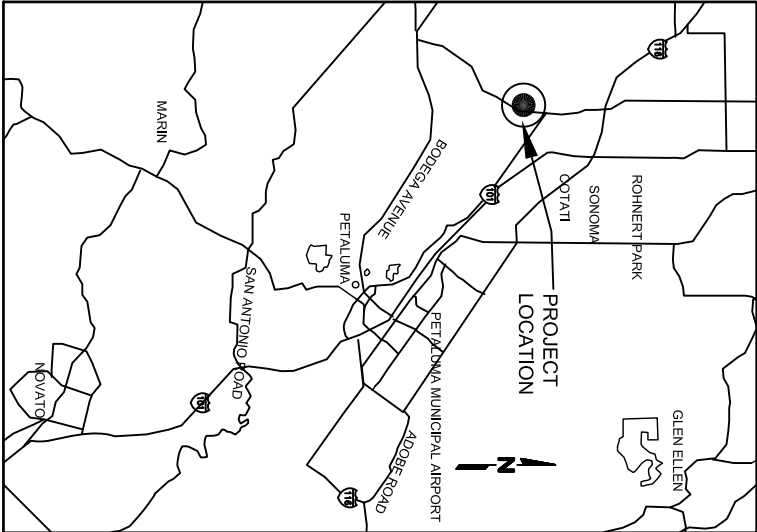 116
ROHNERT PARK
SONOMA
COTATI
101
PROJECT
LOCATION
GLEN ELLEN
MARIN
BODEGA AVENUE
PETALUMA
PETALUMA MUNICIPAL AIRPORT
N
SAN ANTONIO ROAD
ADOBE ROAD
116
101
NOVATO